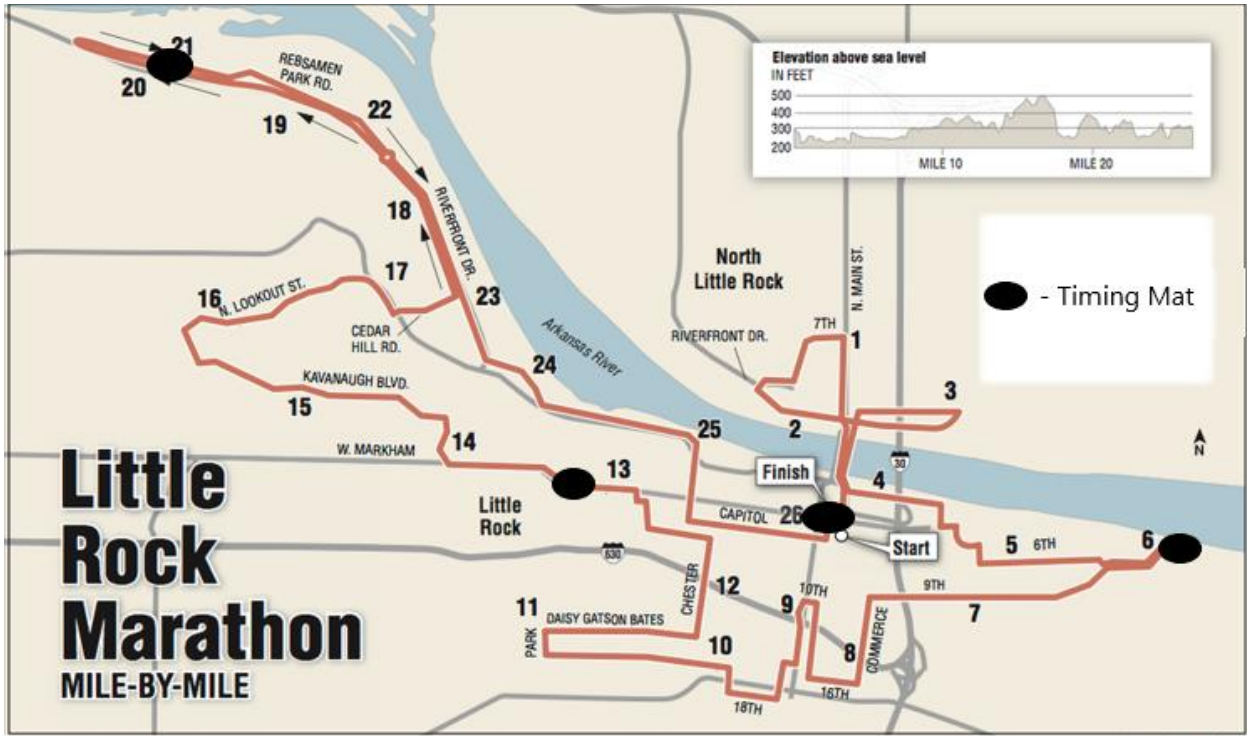 21
20
REBSAMEN
PARK RD.
22
19
18
RIVERFRONT DR.
17
16
N. LOOKOUT ST.
CEDAR
HILL RD.
23
KAVANAUGH BLVD.
15
24
Arkansas River
W. MARKHAM
14
13
25
Little
Rock
CAPITOL
Finish
26
Start
Elevation above sea level
IN FEET
500
400
300
200
MILE 10
MILE 20
North
Little Rock
N. MAIN ST.
7TH
1
RIVERFRONT DR.
2
3
- Timing Mat
N
30
4
5
6TH
6
9TH
7
630
CHESTER
12
10TH
9
8
COMMERCE
16TH
11
DAISY GATSON BATES
PARK
10
18TH
Little
Rock
Marathon
MILE-BY-MILE